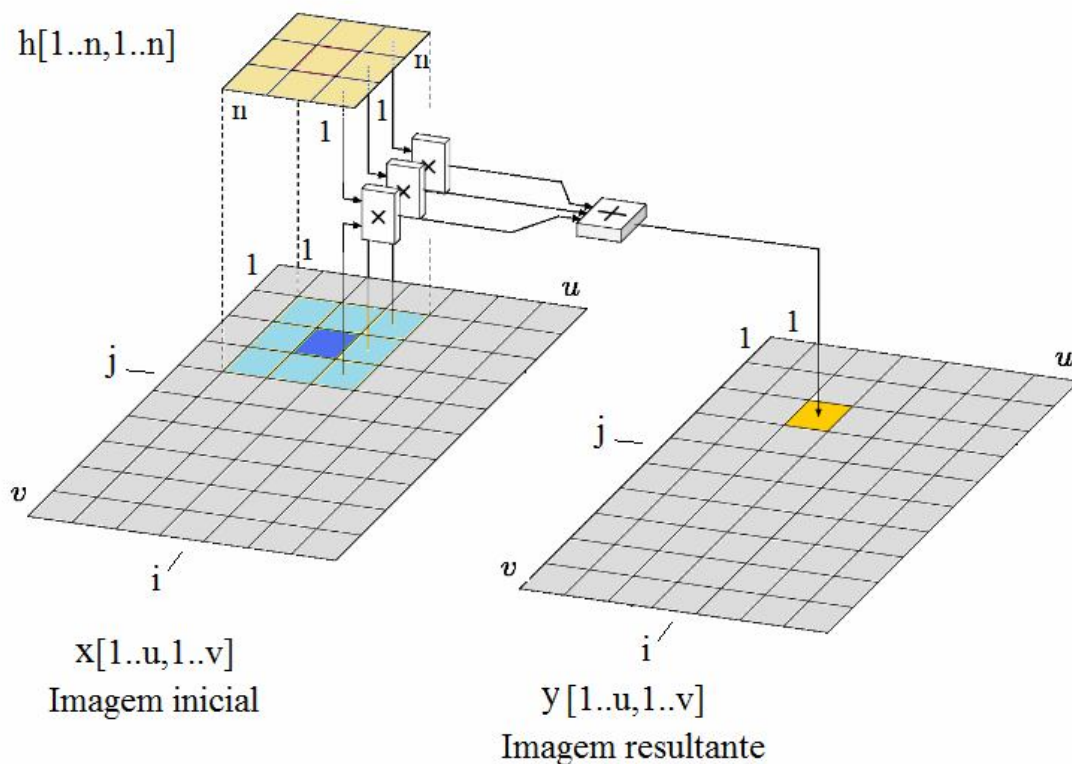 h[1..n,1..n]
n
n
1
1
×
×
×
+
1
1
u
j
v
i
1
1
u
j
v
i
x[1..u,1..v]
Imagem inicial
y[1..u,1..v]
Imagem resultante